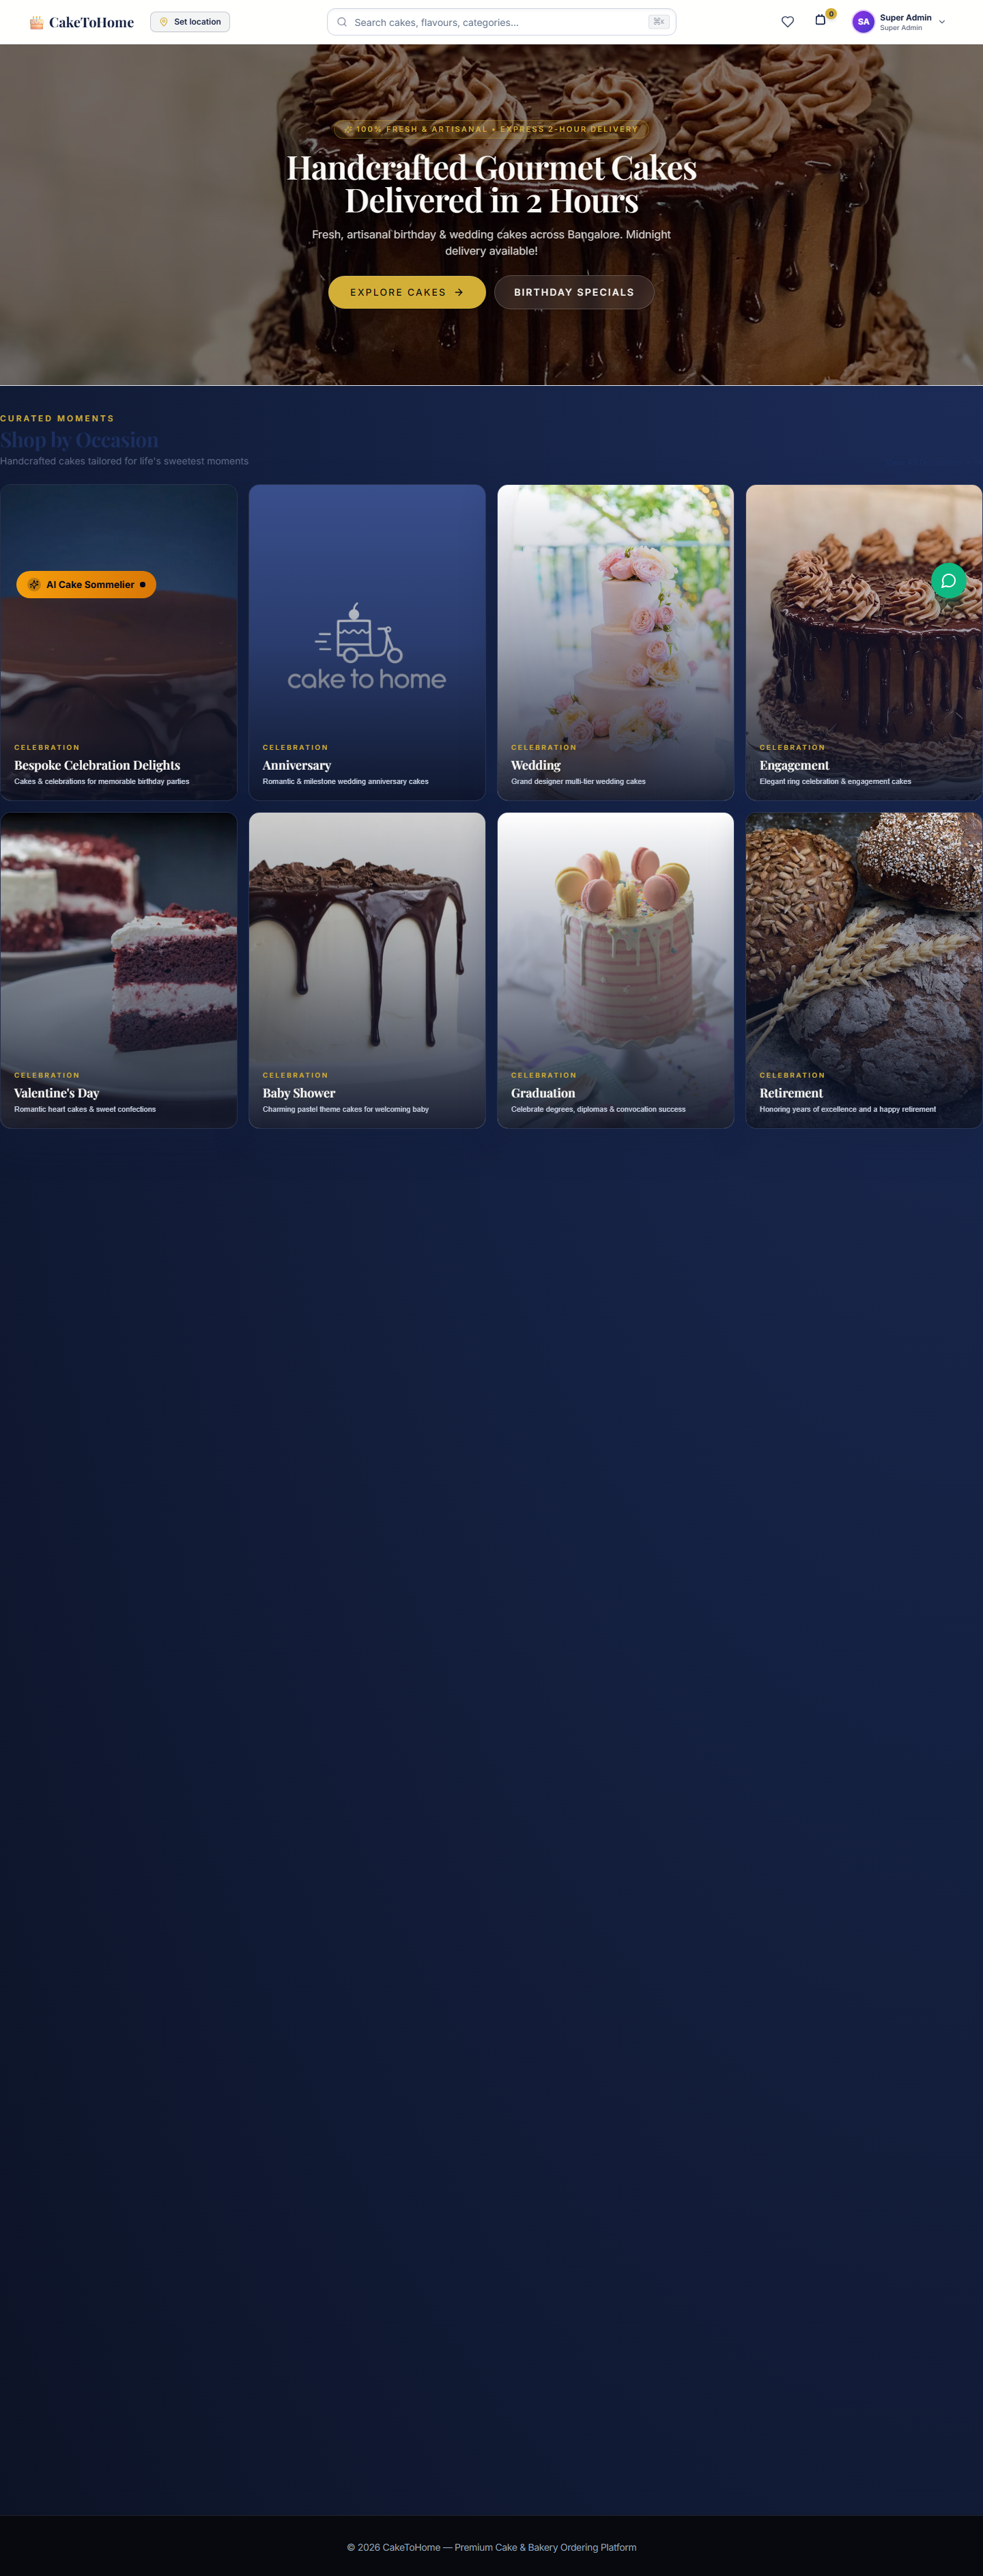 CakeToHome
Set location
Search cakes, flavours, categories...
⌘K
0
SA
Super Admin
Super Admin
100% FRESH & ARTISANAL • EXPRESS 2-HOUR DELIVERY
Handcrafted Gourmet Cakes
Delivered in 2 Hours
Fresh, artisanal birthday & wedding cakes across Bangalore. Midnight
delivery available!
EXPLORE CAKES →
BIRTHDAY SPECIALS
CURATED MOMENTS
Shop by Occasion
Handcrafted cakes tailored for life's sweetest moments
AI Cake Sommelier
CELEBRATION
Bespoke Celebration Delights
Cakes & celebrations for memorable birthday parties
cake to home
CELEBRATION
Anniversary
Romantic & milestone wedding anniversary cakes
CELEBRATION
Wedding
Grand designer multi-tier wedding cakes
CELEBRATION
Engagement
Elegant ring celebration & engagement cakes
CELEBRATION
Valentine's Day
Romantic heart cakes & sweet confections
CELEBRATION
Baby Shower
Charming pastel theme cakes for welcoming baby
CELEBRATION
Graduation
Celebrate degrees, diplomas & convocation success
CELEBRATION
Retirement
Honoring years of excellence and a happy retirement
© 2026 CakeToHome — Premium Cake & Bakery Ordering Platform